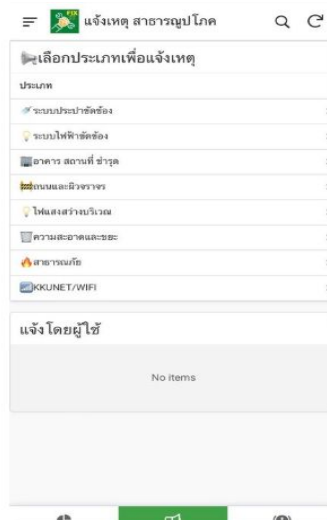 FIX
แจ้งเหตุ สาธารณูปโภค
เลือกประเภทเพื่อแจ้งเหตุ
ประเภท
ระบบประปาขัดข้อง
ระบบไฟฟ้าขัดข้อง
อาคาร สถานที่ ชำรุด
ถนนและผิวจราจร
ไฟแสงสว่างบริเวณ
ความสะอาดและขยะ
สาธารณภัย
KKUNET/WIFI
แจ้งโดยผู้ใช้
No items